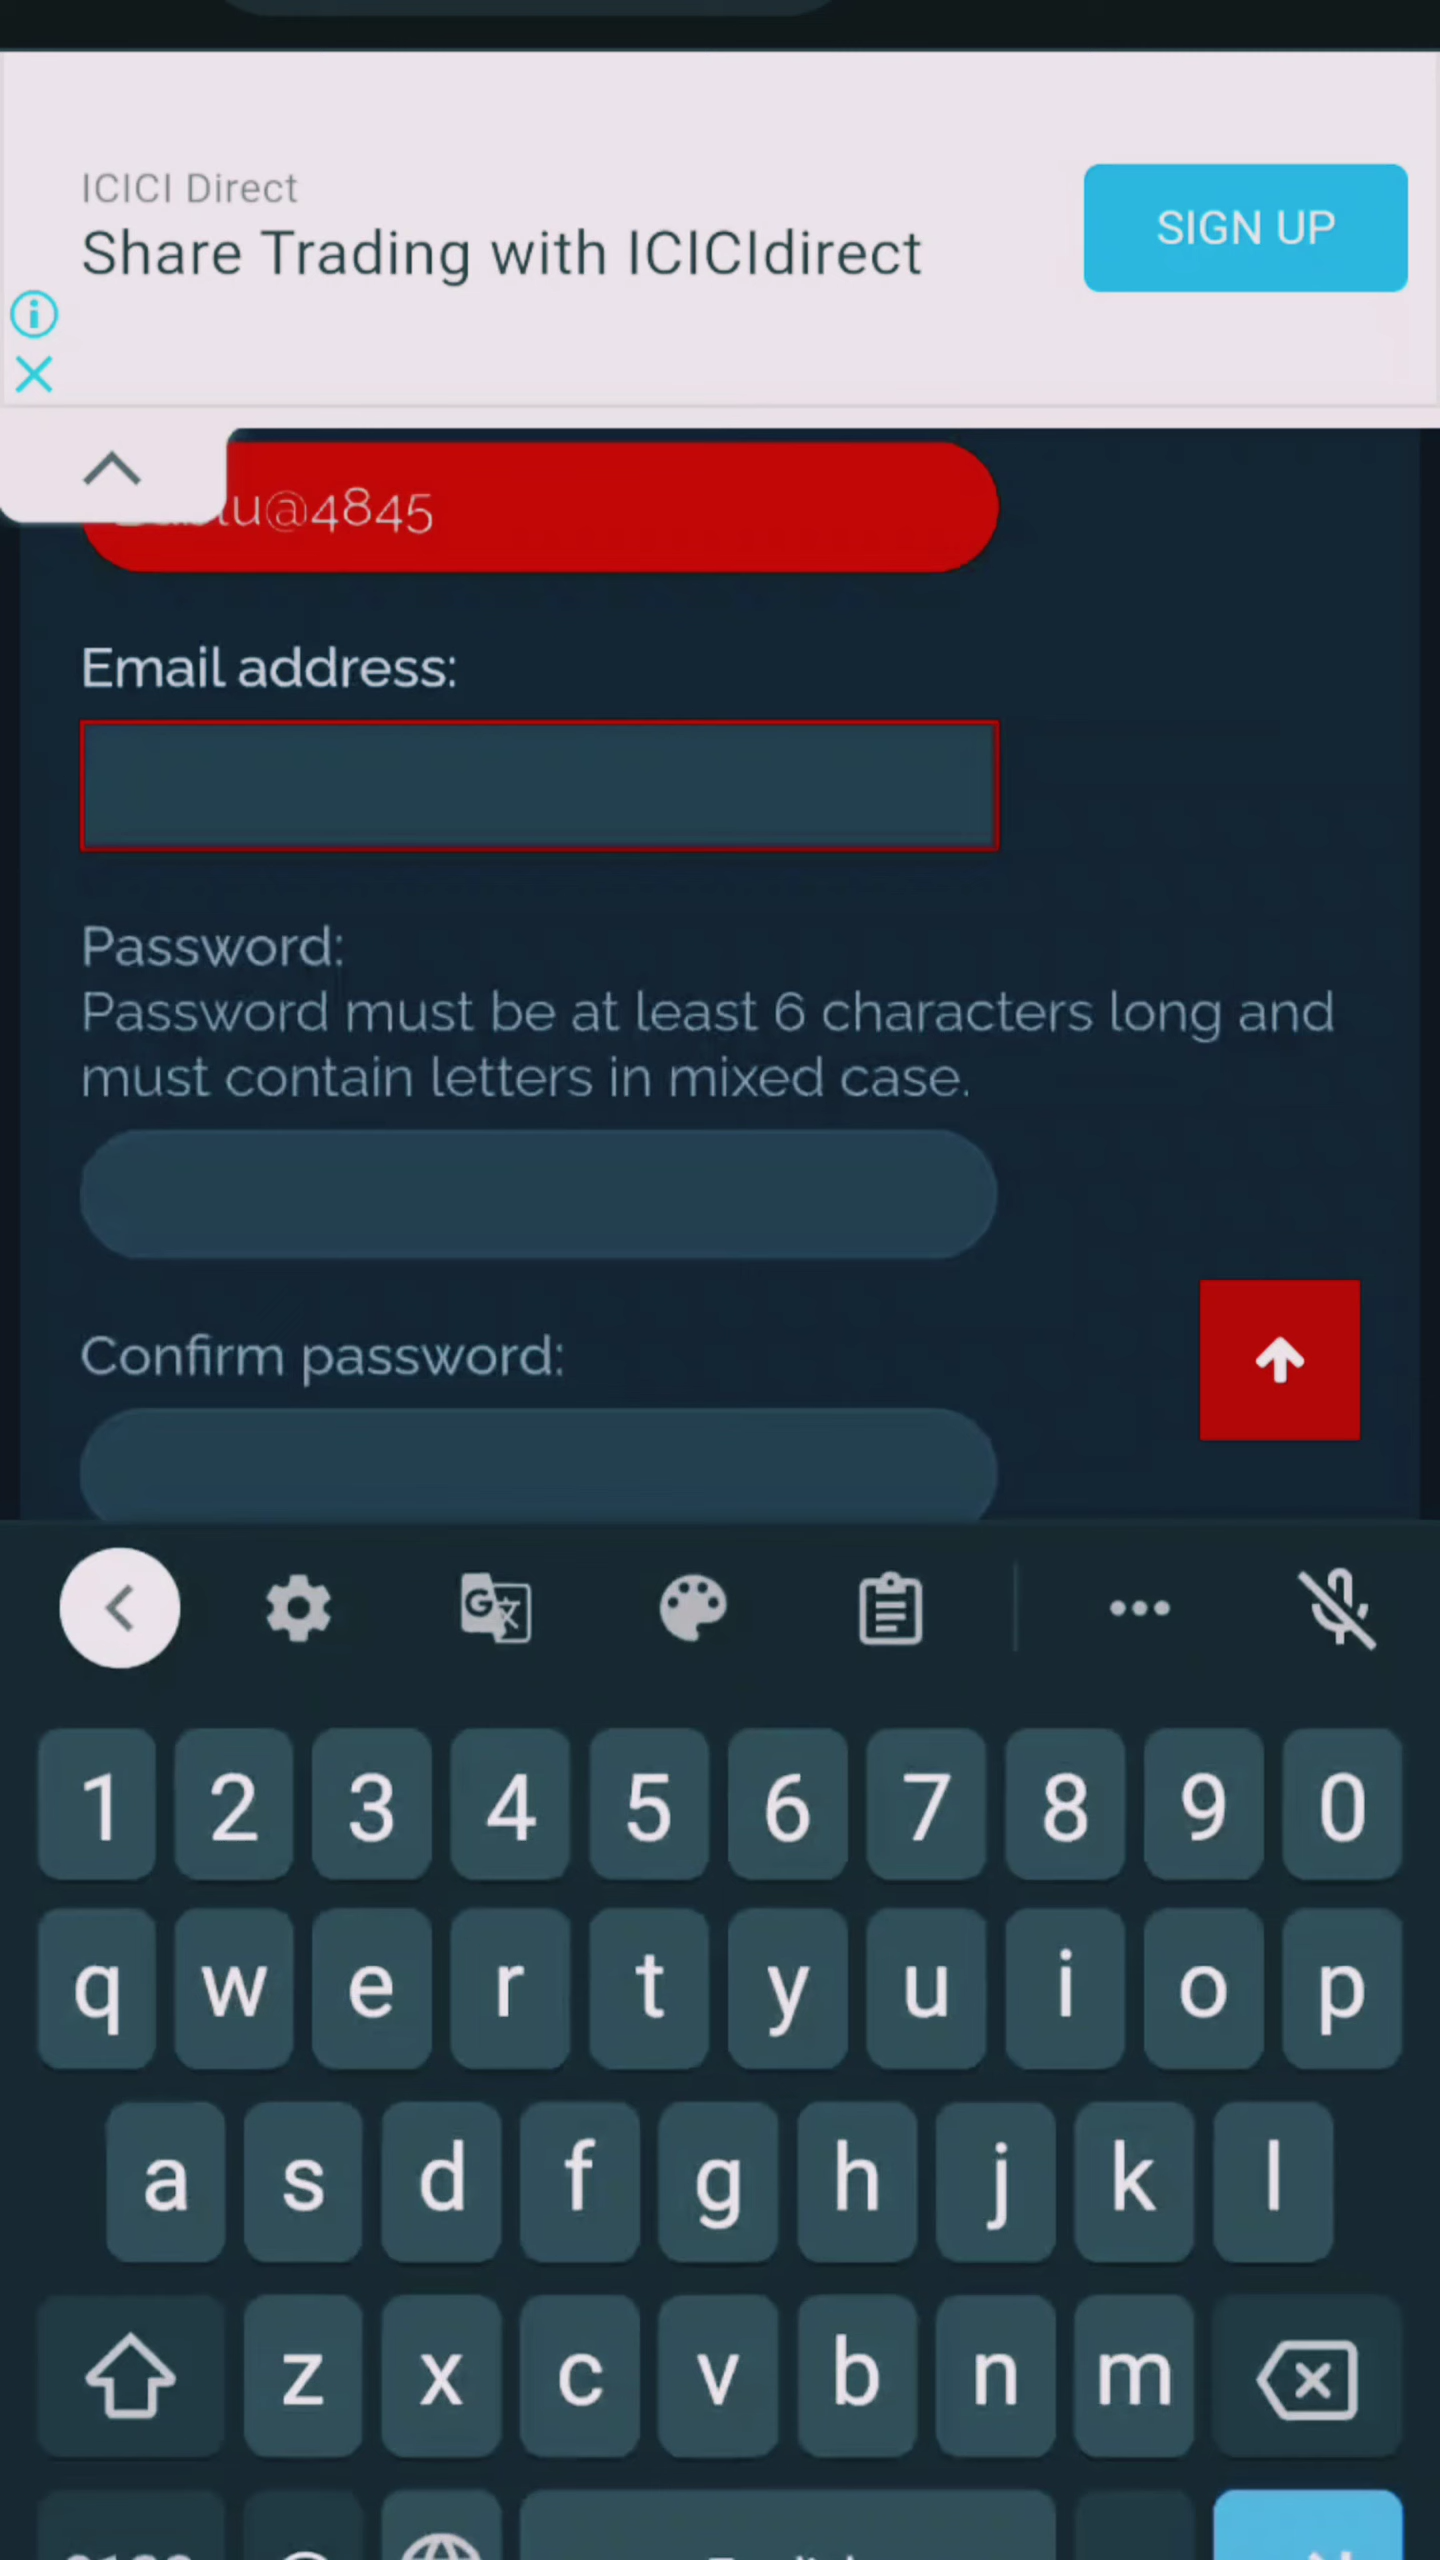 ICICI Direct
Share Trading with ICICIdirect
SIGN UP
Email address:
Password:
Password must be at least 6 characters long and
must contain letters in mixed case.
Confirm password:
1 2 3 4 5 6 7 8 9 0
q w e r t y u i o p
a s d f g h j k l
z x c v b n m